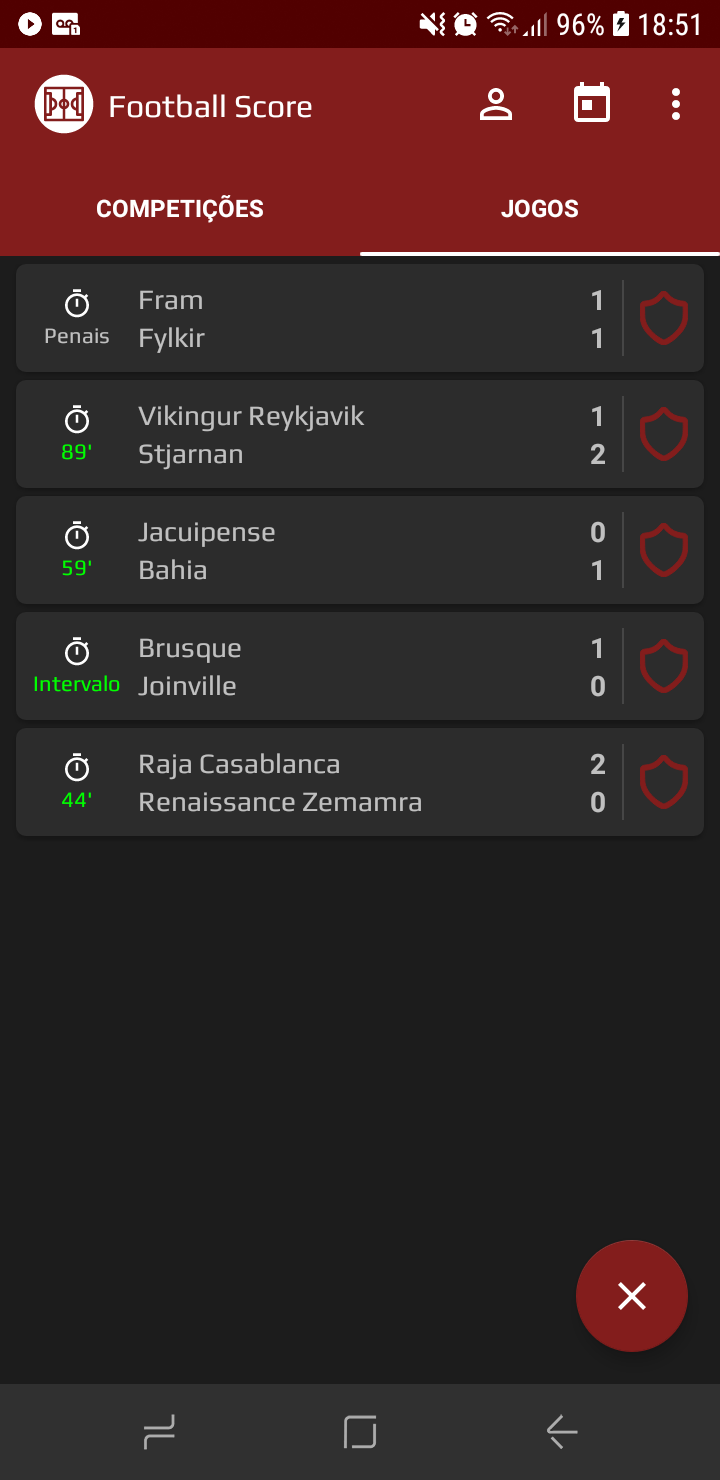 96% 18:51
Football Score
COMPETIÇÕES JOGOS
Fram 1
Penais
Fylkir 1
Vikingur Reykjavik 1
89'
Stjarnan 2
Jacuipense 0
59'
Bahia 1
Brusque 1
Intervalo
Joinville 0
Raja Casablanca 2
44'
Renaissance Zemamra 0